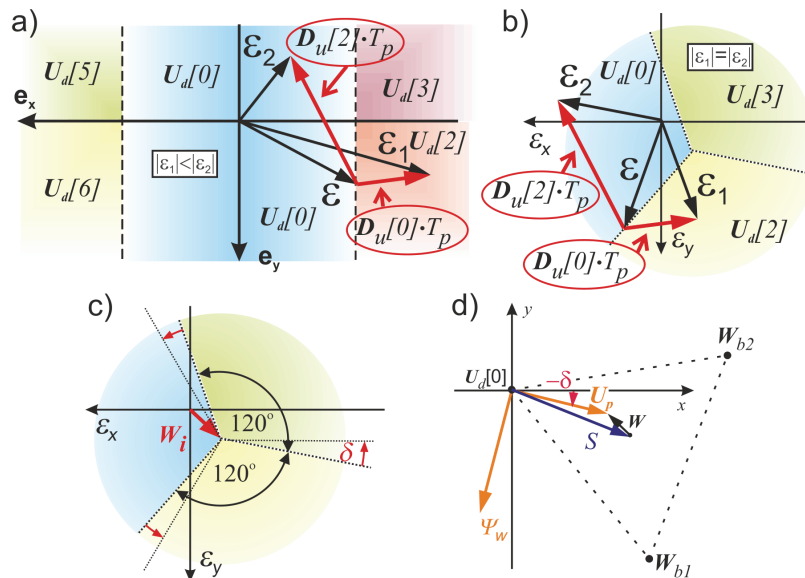 a)
D_u[2]·T_p
ε_2
U_d[5]
U_d[0]
U_d[3]
e_x
|ε_1|<|ε_2|
ε_1
U_d[2]
U_d[6]
ε
U_d[0]
D_u[0]·T_p
e_y
b)
|ε_1|=|ε_2|
U_d[0]
ε_2
U_d[3]
ε_x
ε
ε_1
D_u[2]·T_p
U_d[2]
ε_y
D_u[0]·T_p
c)
ε_x
W_i
120°
120°
δ
ε_y
d)
y
W_b2
U_d[0]
-δ
U_p
x
W
S
Ψ_w
W_b1